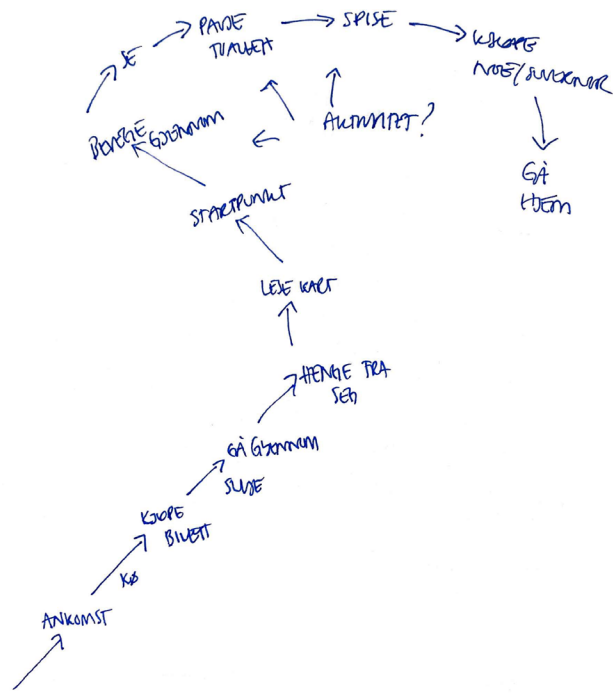 SE
PAUSE
TOALETT
SPISE
KJØPE
NOE/SUVENIR
BEVEGE GJENNOM
AKTIVITET?
GÅ
HJEM
STARTPUNKT
LESE KART
HENGE FRA
SEG
GÅ GJENNOM
SLUSE
KJØPE
BILLETT
KØ
ANKOMST